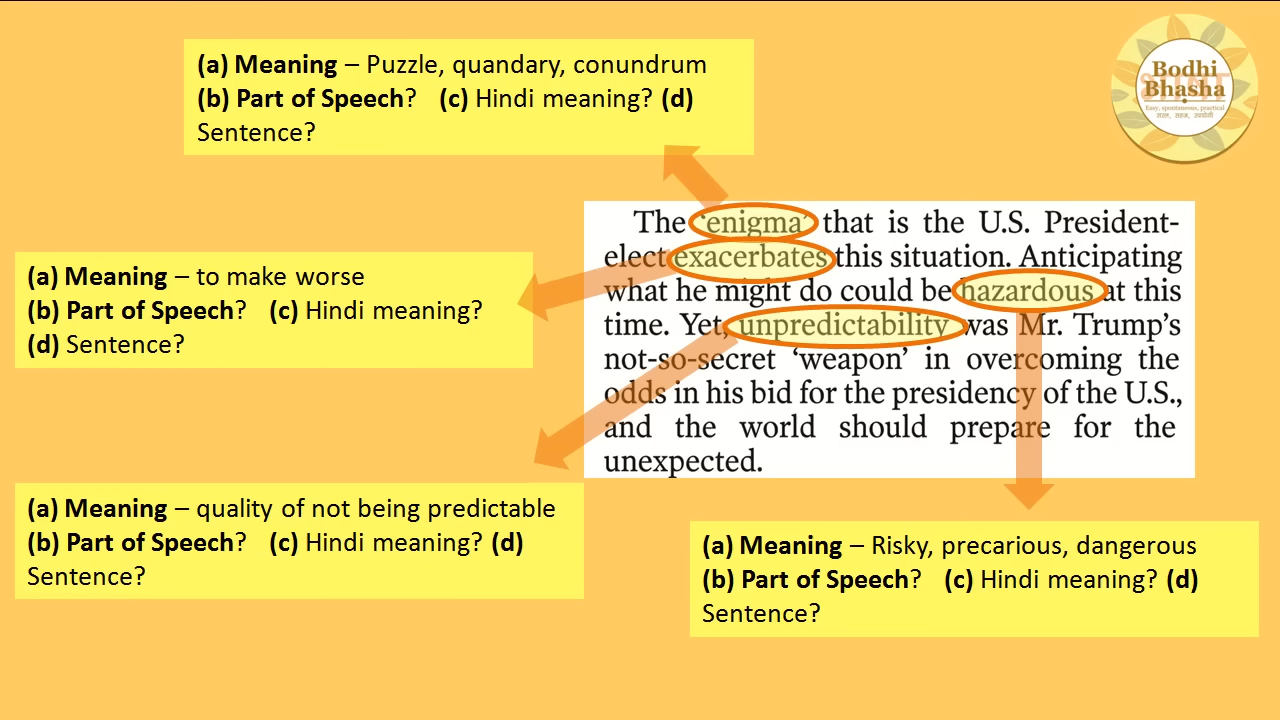 (a) Meaning – Puzzle, quandary, conundrum
(b) Part of Speech? (c) Hindi meaning? (d)
Sentence?
Bodhi
Bhasha
Easy, spontaneous, practical
सरल, सहज, उपयोगी
The ‘enigma’ that is the U.S. President-
elect exacerbates this situation. Anticipating
what he might do could be hazardous at this
time. Yet, unpredictability was Mr. Trump’s
not-so-secret ‘weapon’ in overcoming the
odds in his bid for the presidency of the U.S.,
and the world should prepare for the
unexpected.
(a) Meaning – to make worse
(b) Part of Speech? (c) Hindi meaning?
(d) Sentence?
(a) Meaning – quality of not being predictable
(b) Part of Speech? (c) Hindi meaning? (d)
Sentence?
(a) Meaning – Risky, precarious, dangerous
(b) Part of Speech? (c) Hindi meaning? (d)
Sentence?